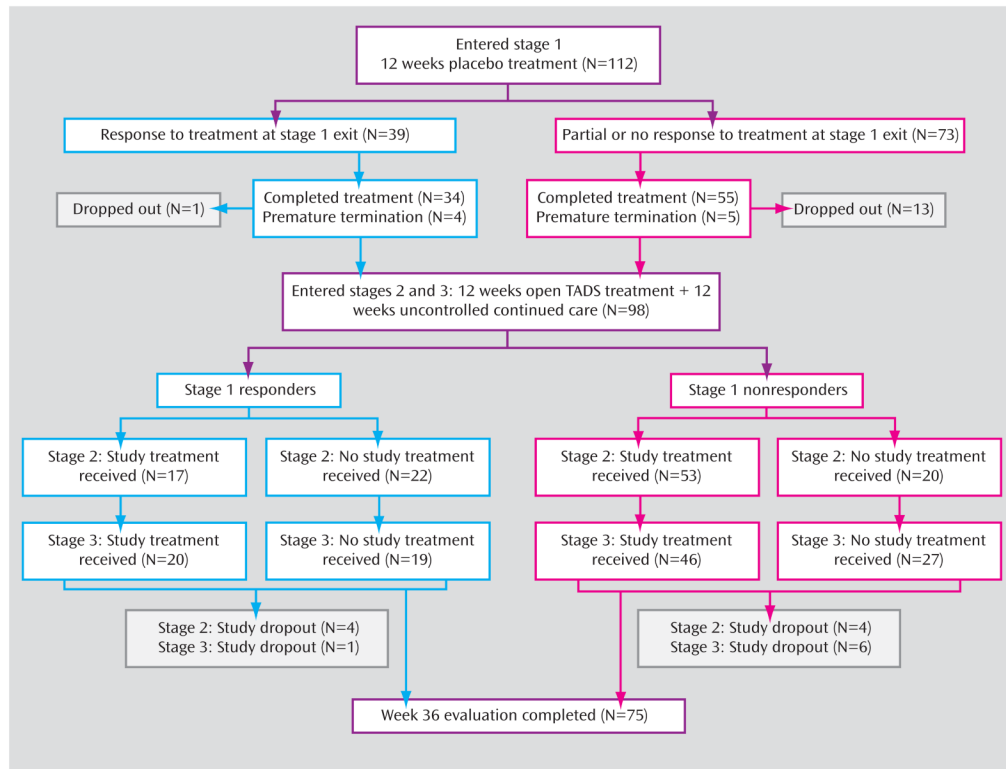 Entered stage 1
12 weeks placebo treatment (N=112)
Response to treatment at stage 1 exit (N=39)
Partial or no response to treatment at stage 1 exit (N=73)
Dropped out (N=1)
Completed treatment (N=34)
Premature termination (N=4)
Completed treatment (N=55)
Premature termination (N=5)
Dropped out (N=13)
Entered stages 2 and 3: 12 weeks open TADS treatment + 12
weeks uncontrolled continued care (N=98)
Stage 1 responders
Stage 1 nonresponders
Stage 2: Study treatment
received (N=17)
Stage 2: No study treatment
received (N=22)
Stage 2: Study treatment
received (N=53)
Stage 2: No study treatment
received (N=20)
Stage 3: Study treatment
received (N=20)
Stage 3: No study treatment
received (N=19)
Stage 3: Study treatment
received (N=46)
Stage 3: No study treatment
received (N=27)
Stage 2: Study dropout (N=4)
Stage 3: Study dropout (N=1)
Stage 2: Study dropout (N=4)
Stage 3: Study dropout (N=6)
Week 36 evaluation completed (N=75)